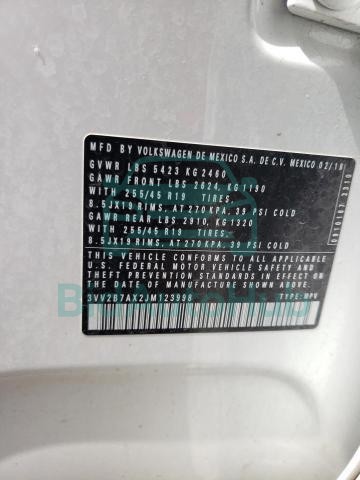 MFD BY VOLKSWAGEN DE MEXICO S.A. DE C.V. MEXICO 02/18
GVWR LBS 5423 KG 2460
GAWR FRONT LBS 2624, KG 1190
WITH 255/45 R19 TIRES,
8.5JX19 RIMS, AT 270 KPA, 39 PSI COLD
GAWR REAR LBS 2910, KG 1320
WITH 255/45 R19 TIRES,
8.5JX19 RIMS, AT 270 KPA, 39 PSI COLD
THIS VEHICLE CONFORMS TO ALL APPLICABLE
U.S. FEDERAL MOTOR VEHICLE SAFETY, BUMPER AND
THEFT PREVENTION STANDARDS IN EFFECT ON THE
DATE OF MANUFACTURE SHOWN ABOVE.
3VV2B7AX2JM123998 TYPE: MPV